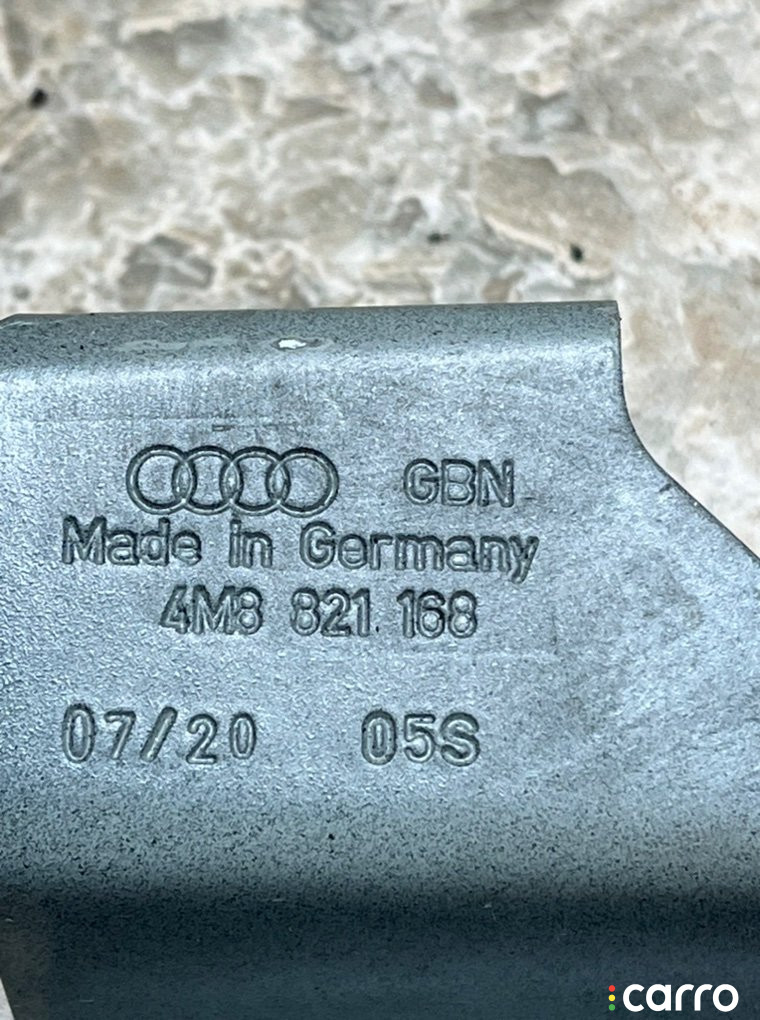 GBN
Made in Germany
4M8 821 168
07/20 05S
carro